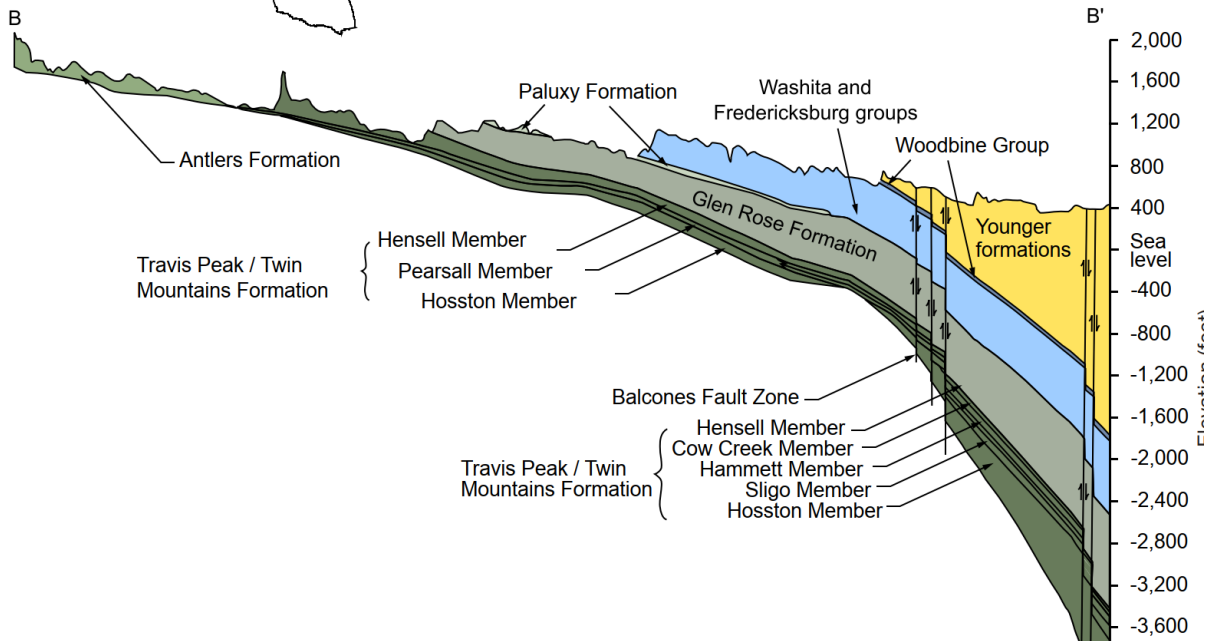 B
B'
2,000
1,600
1,200
800
400
Sea
level
-400
-800
-1,200
-1,600
-2,000
-2,400
-2,800
-3,200
-3,600
Elevation (feet)
Paluxy Formation
Washita and
Fredericksburg groups
Woodbine Group
Antlers Formation
Glen Rose Formation
Younger
formations
Travis Peak / Twin
Mountains Formation
Hensell Member
Pearsall Member
Hosston Member
Balcones Fault Zone
Travis Peak / Twin
Mountains Formation
Hensell Member
Cow Creek Member
Hammett Member
Sligo Member
Hosston Member